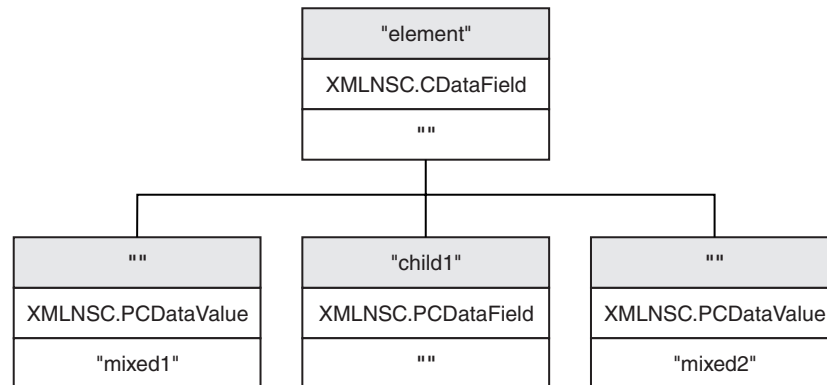 "element"
XMLNSC.CDataField
""
"" "child1" ""
XMLNSC.PCDataValue XMLNSC.PCDataField XMLNSC.PCDataValue
"mixed1" "" "mixed2"